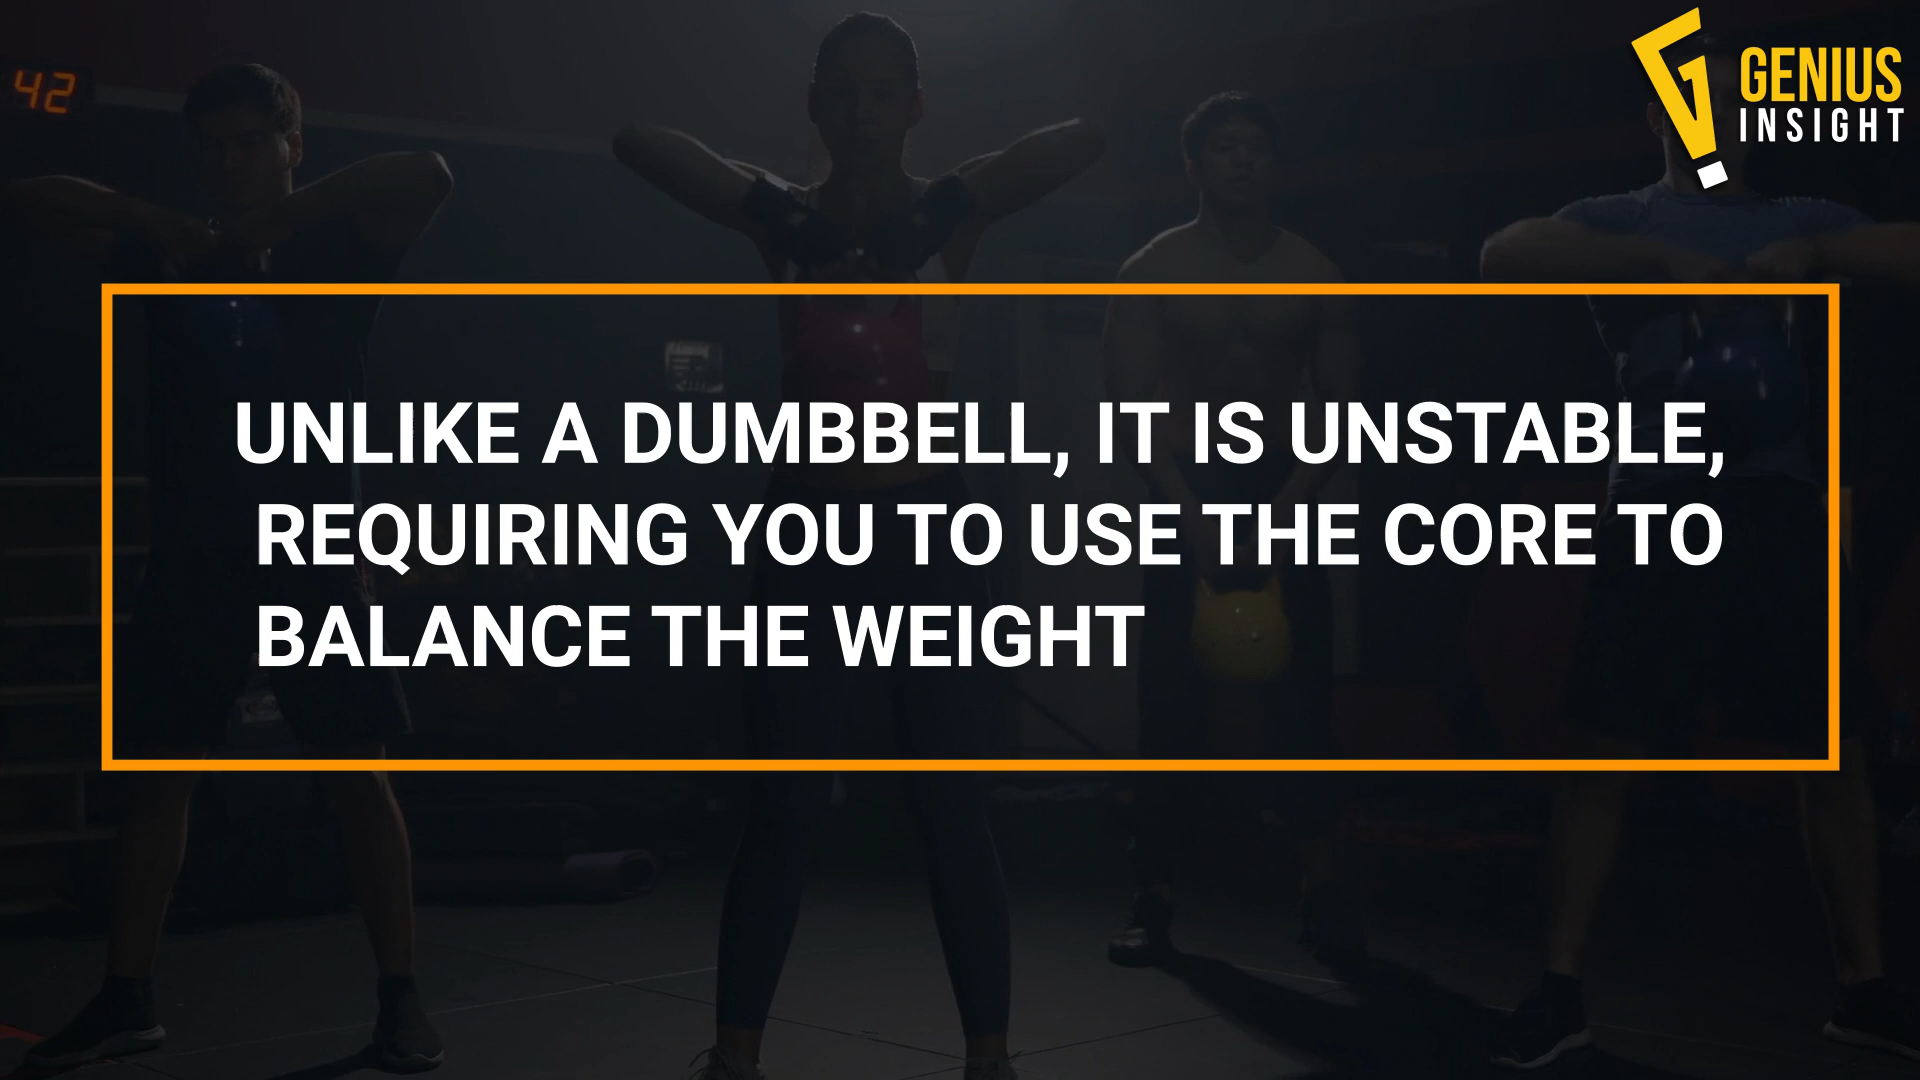 42
GENIUS
INSIGHT
UNLIKE A DUMBBELL, IT IS UNSTABLE,
REQUIRING YOU TO USE THE CORE TO
BALANCE THE WEIGHT